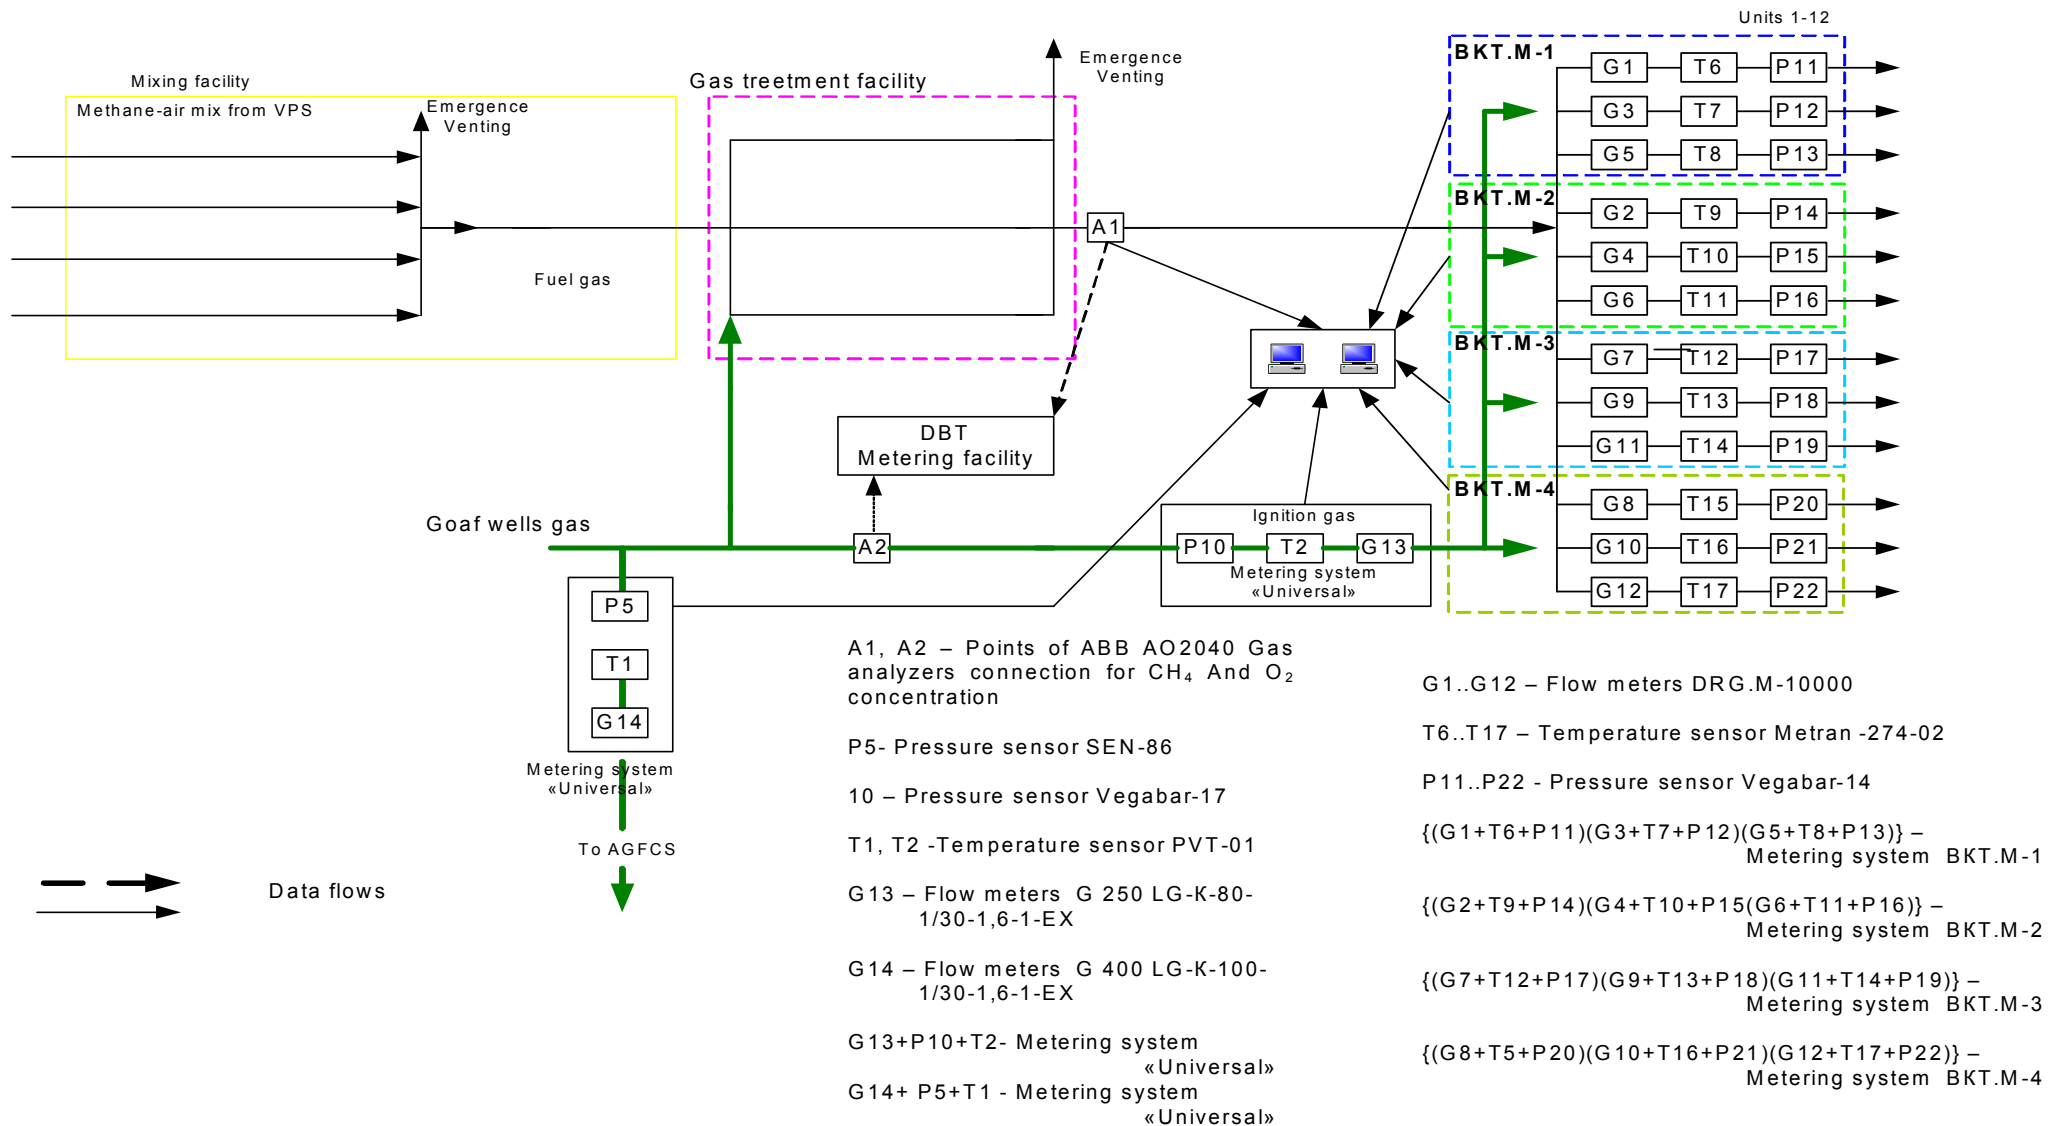 Units 1-12
Mixing facility
Methane-air mix from VPS
Emergence
Venting
Fuel gas
Gas treetment facility
Emergence
Venting
A1
DBT
Metering facility
Goaf wells gas
A2
P5
T1
G14
Metering system
«Universal»
To AGFCS
Ignition gas
P10 T2 G13
Metering system
«Universal»
BKT.M-1
G1 T6 P11
G3 T7 P12
G5 T8 P13
BKT.M-2
G2 T9 P14
G4 T10 P15
G6 T11 P16
BKT.M-3
G7 T12 P17
G9 T13 P18
G11 T14 P19
BKT.M-4
G8 T15 P20
G10 T16 P21
G12 T17 P22
Data flows
A1, A2 – Points of ABB AO2040 Gas
analyzers connection for CH₄ And O₂
concentration
P5- Pressure sensor SEN-86
10 – Pressure sensor Vegabar-17
T1, T2 -Temperature sensor PVT-01
G13 – Flow meters G 250 LG-K-80-
1/30-1,6-1-EX
G14 – Flow meters G 400 LG-K-100-
1/30-1,6-1-EX
G13+P10+T2- Metering system
«Universal»
G14+ P5+T1 - Metering system
«Universal»
G1..G12 – Flow meters DRG.M-10000
T6..T17 – Temperature sensor Metran -274-02
P11..P22 - Pressure sensor Vegabar-14
{(G1+T6+P11)(G3+T7+P12)(G5+T8+P13)} –
Metering system BKT.M-1
{(G2+T9+P14)(G4+T10+P15(G6+T11+P16)} –
Metering system BKT.M-2
{(G7+T12+P17)(G9+T13+P18)(G11+T14+P19)} –
Metering system BKT.M-3
{(G8+T5+P20)(G10+T16+P21)(G12+T17+P22)} –
Metering system BKT.M-4